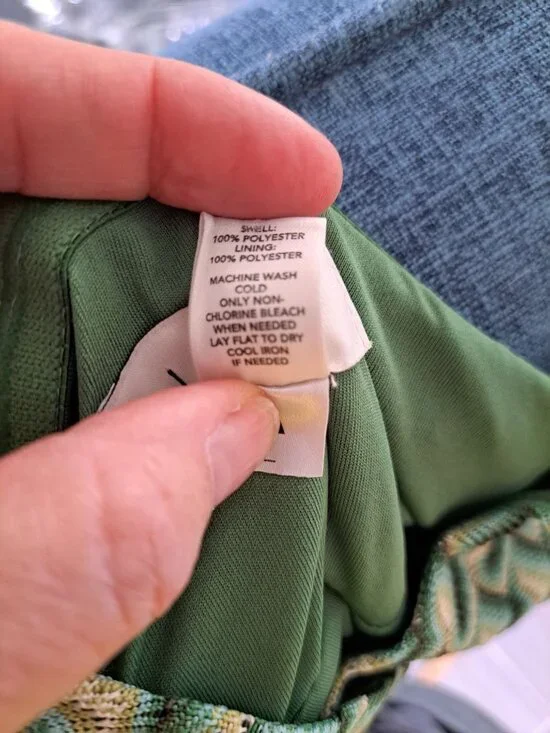 SWELL:
100% POLYESTER
LINING:
100% POLYESTER
MACHINE WASH
COLD
ONLY NON-
CHLORINE BLEACH
WHEN NEEDED
LAY FLAT TO DRY
COOL IRON
IF NEEDED